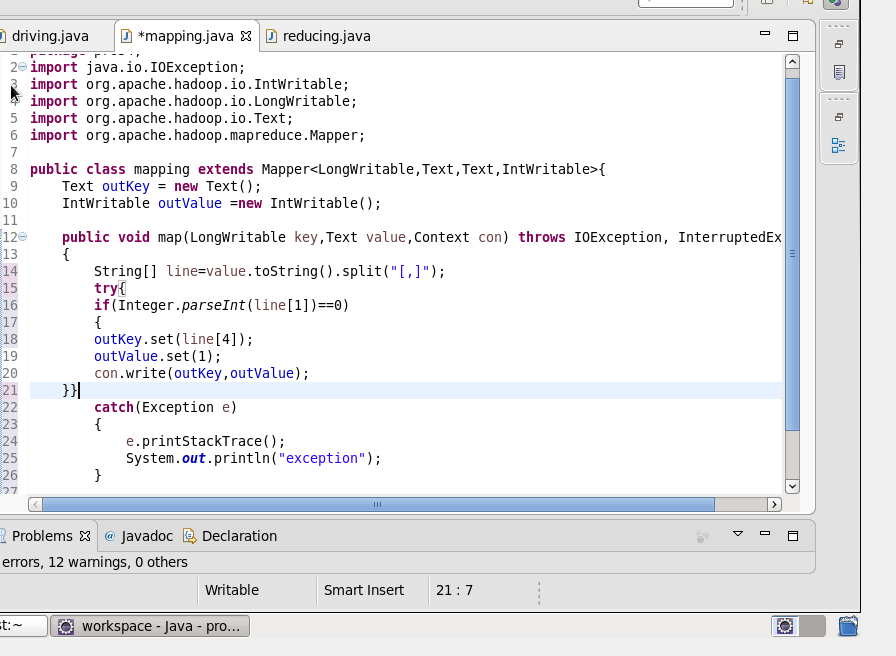 driving.java *mapping.java reducing.java
2 import java.io.IOException;
3 import org.apache.hadoop.io.IntWritable;
4 import org.apache.hadoop.io.LongWritable;
5 import org.apache.hadoop.io.Text;
6 import org.apache.hadoop.mapreduce.Mapper;
7
8 public class mapping extends Mapper<LongWritable,Text,Text,IntWritable>{
9 Text outKey = new Text();
10 IntWritable outValue =new IntWritable();
11
12 public void map(LongWritable key,Text value,Context con) throws IOException, InterruptedEx
13 {
14 String[] line=value.toString().split("[,]");
15 try{
16 if(Integer.parseInt(line[1])==0)
17 {
18 outKey.set(line[4]);
19 outValue.set(1);
20 con.write(outKey,outValue);
21 }}
22 catch(Exception e)
23 {
24 e.printStackTrace();
25 System.out.println("exception");
26 }
27
Problems @ Javadoc Declaration
errors, 12 warnings, 0 others
Writable Smart Insert 21 : 7
st:~ workspace - Java - pro...